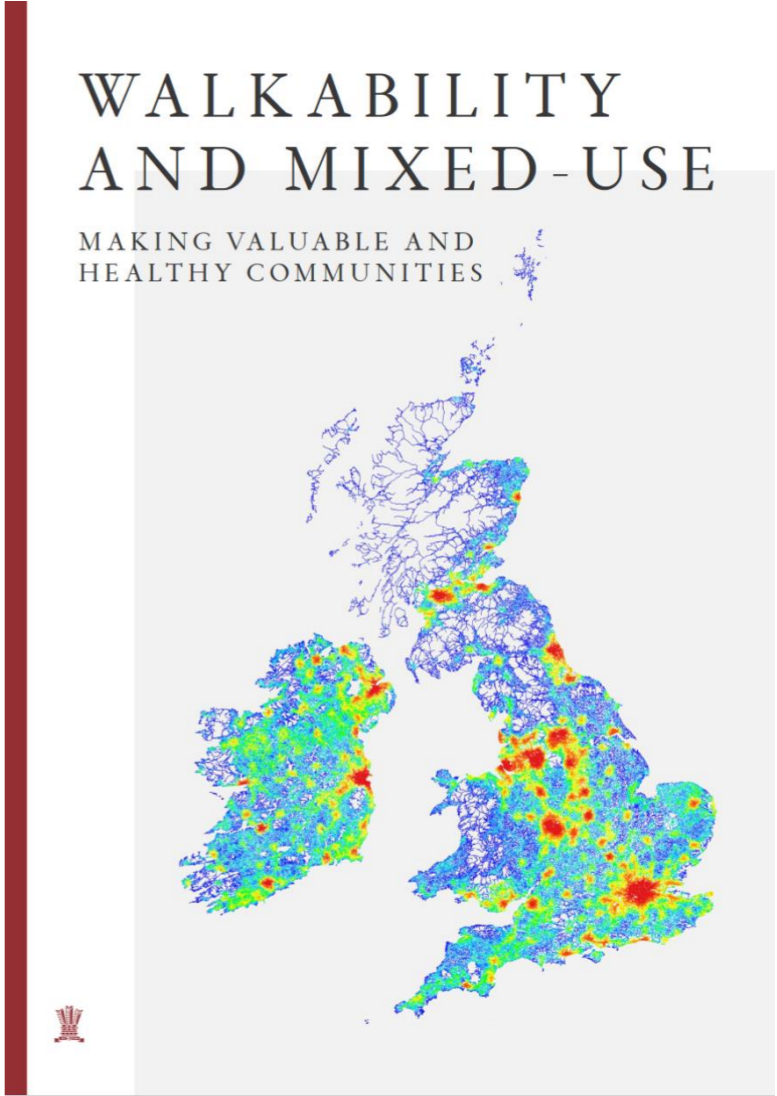 WALKABILITY
AND MIXED-USE
MAKING VALUABLE AND
HEALTHY COMMUNITIES